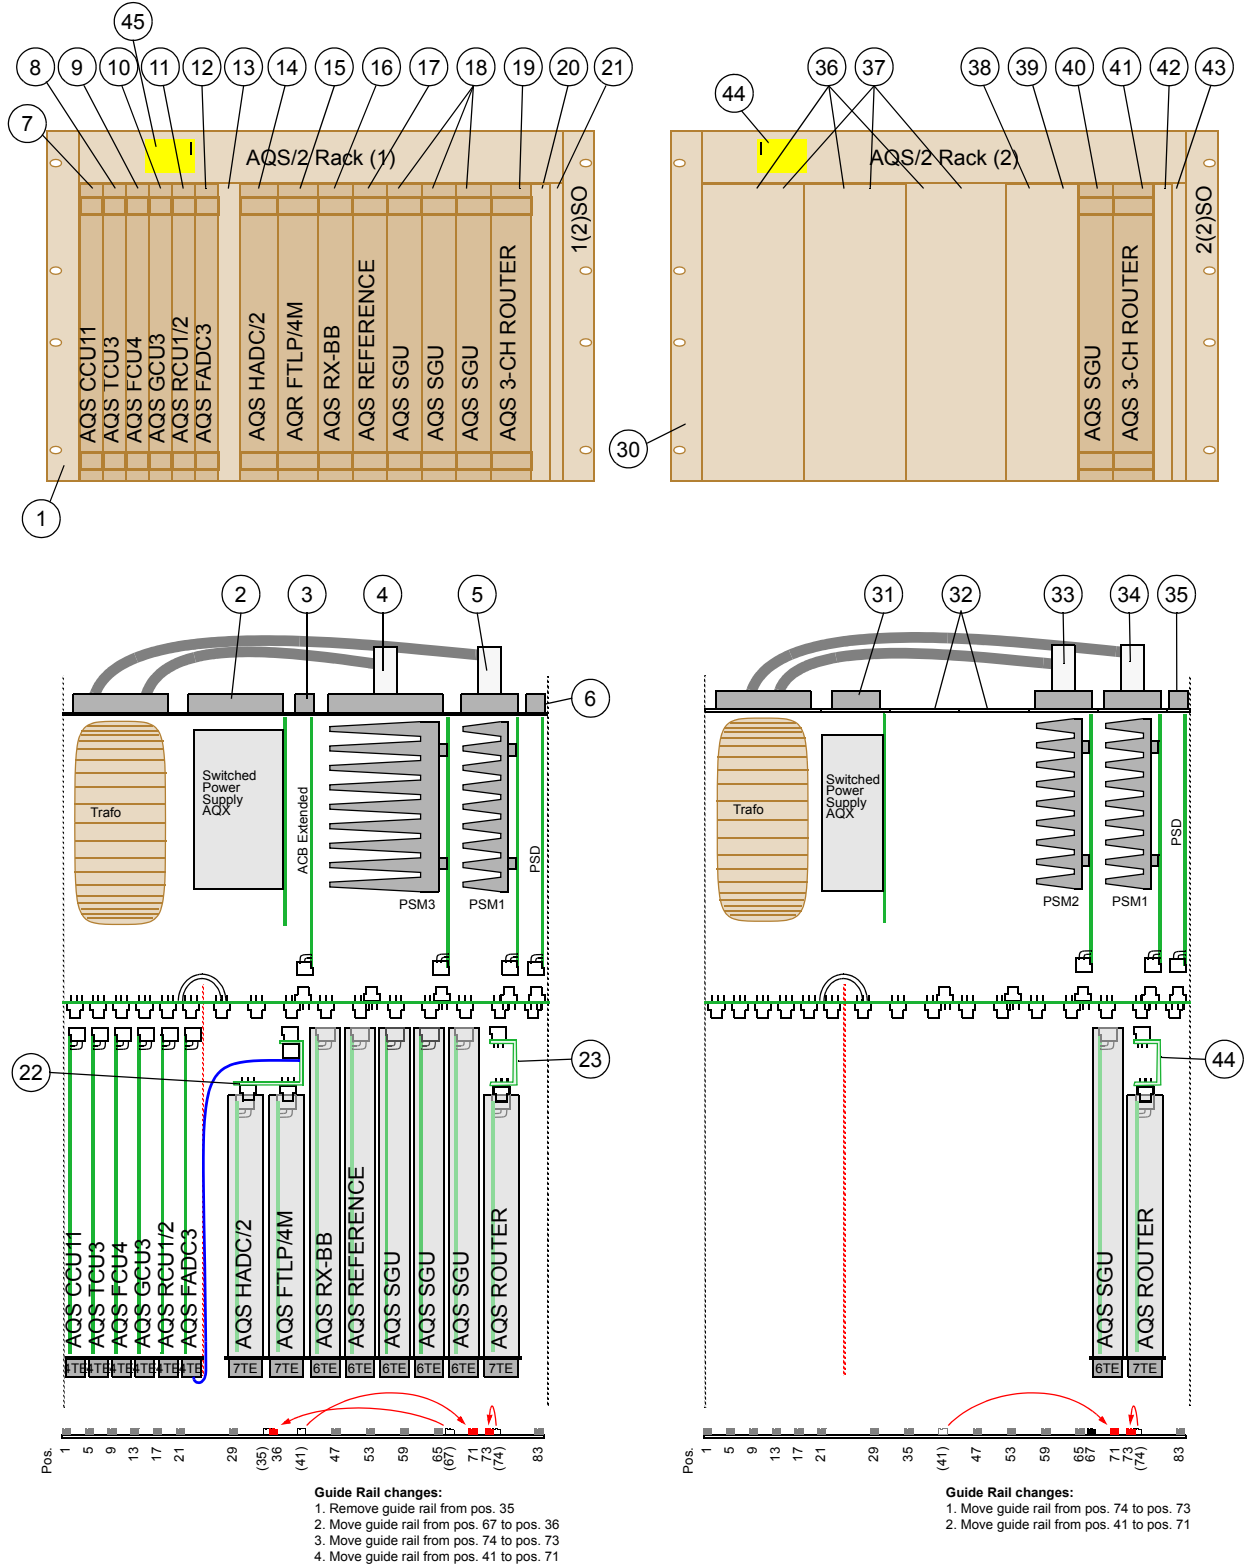 45
8 9 10 11 12 13 14 15 16 17 18 19 20 21
36 37 38 39 40 41 42 43
7
44
AQS/2 Rack (1)
AQS/2 Rack (2)
1(2)SO
2(2)SO
AQS CCU11
AQS TCU3
AQS FCU4
AQS GCU3
AQS RCU1/2
AQS FADC3
AQS HADC/2
AQR FTLP/4M
AQS RX-BB
AQS REFERENCE
AQS SGU
AQS SGU
AQS SGU
AQS 3-CH ROUTER
AQS SGU
AQS 3-CH ROUTER
30
1
2 3 4 5 6
31 32 33 34 35
Trafo
Switched
Power
Supply
AQX
ACB Extended
PSM3
PSM1
PSD
Trafo
Switched
Power
Supply
AQX
PSM2
PSM1
PSD
22
23
44
AQS CCU11
AQS TCU3
AQS FCU4
AQS GCU3
AQS RCU1/2
AQS FADC3
AQS HADC/2
AQS FTLP/4M
AQS RX-BB
AQS REFERENCE
AQS SGU
AQS SGU
AQS SGU
AQS ROUTER
AQS SGU
AQS ROUTER
4TE 4TE 4TE 4TE 4TE 4TE 7TE 7TE 6TE 6TE 6TE 6TE 6TE 7TE
6TE 7TE
Pos. 1 5 9 13 17 21 29 (35) 36 (41) 47 53 59 65 (67) 71 73 (74) 83
Pos. 1 5 9 13 17 21 29 35 (41) 47 53 59 65 67 71 73 (74) 83
Guide Rail changes:
1. Remove guide rail from pos. 35
2. Move guide rail from pos. 67 to pos. 36
3. Move guide rail from pos. 74 to pos. 73
4. Move guide rail from pos. 41 to pos. 71
Guide Rail changes:
1. Move guide rail from pos. 74 to pos. 73
2. Move guide rail from pos. 41 to pos. 71